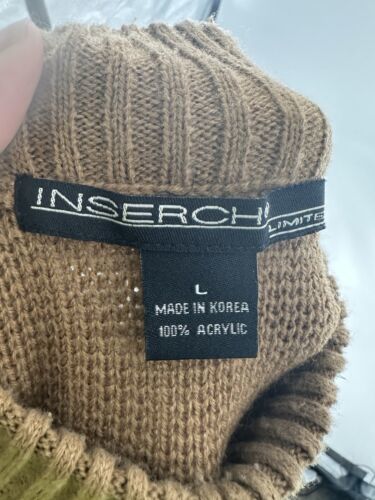 INSERCH
LIMITE
L
MADE IN KOREA
100% ACRYLIC